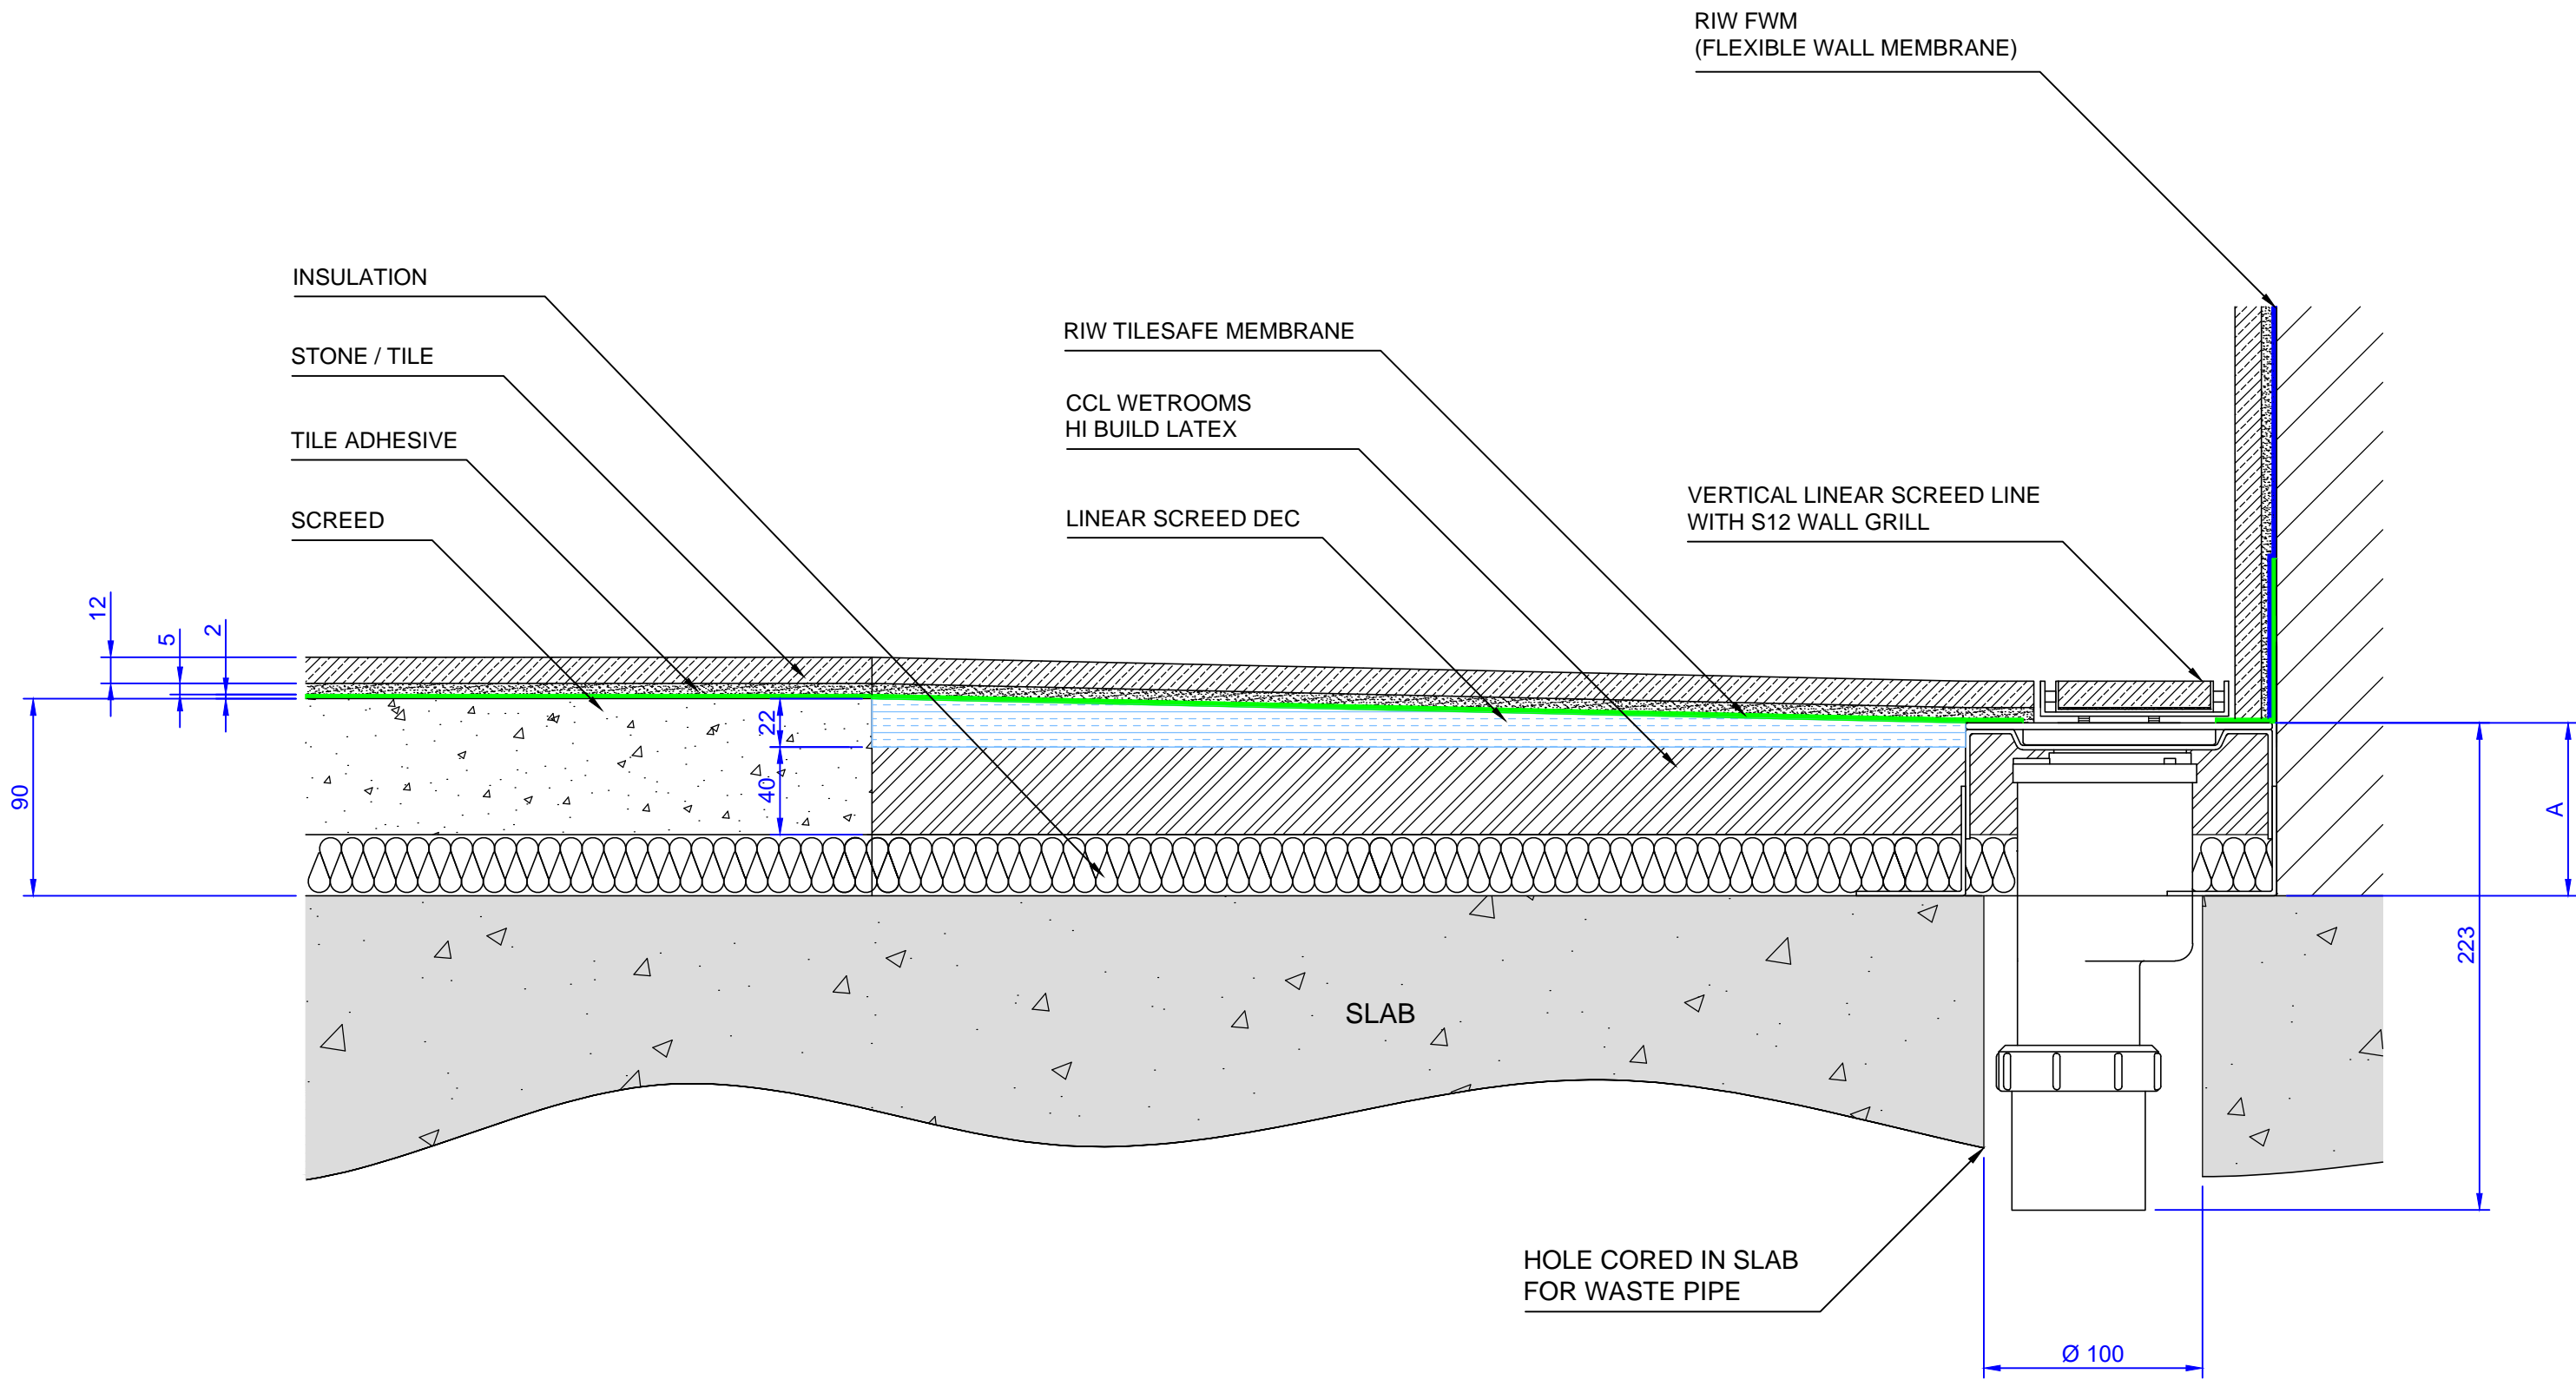 RIW FWM
(FLEXIBLE WALL MEMBRANE)
INSULATION
STONE / TILE
TILE ADHESIVE
SCREED
RIW TILESAFE MEMBRANE
CCL WETROOMS
HI BUILD LATEX
LINEAR SCREED DEC
VERTICAL LINEAR SCREED LINE
WITH S12 WALL GRILL
12
5
2
22
40
90
A
223
SLAB
HOLE CORED IN SLAB
FOR WASTE PIPE
Ø 100